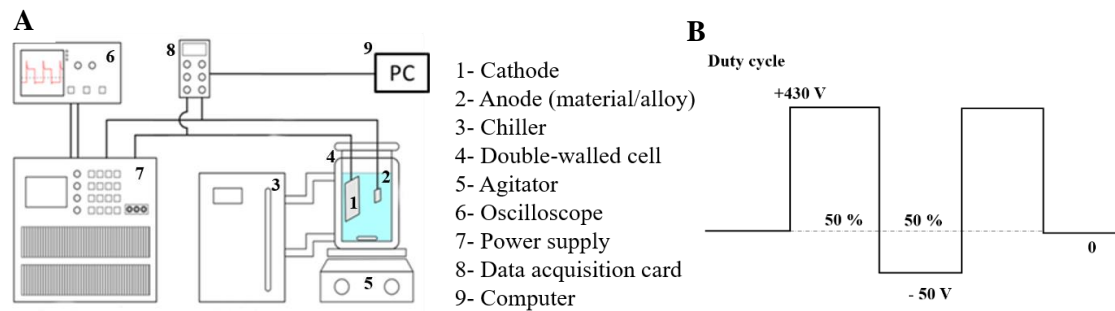 A
6
8
9
PC
7
3
4
2
1
5
1- Cathode
2- Anode (material/alloy)
3- Chiller
4- Double-walled cell
5- Agitator
6- Oscilloscope
7- Power supply
8- Data acquisition card
9- Computer
B
Duty cycle
+430 V
50 % 50 %
0
- 50 V